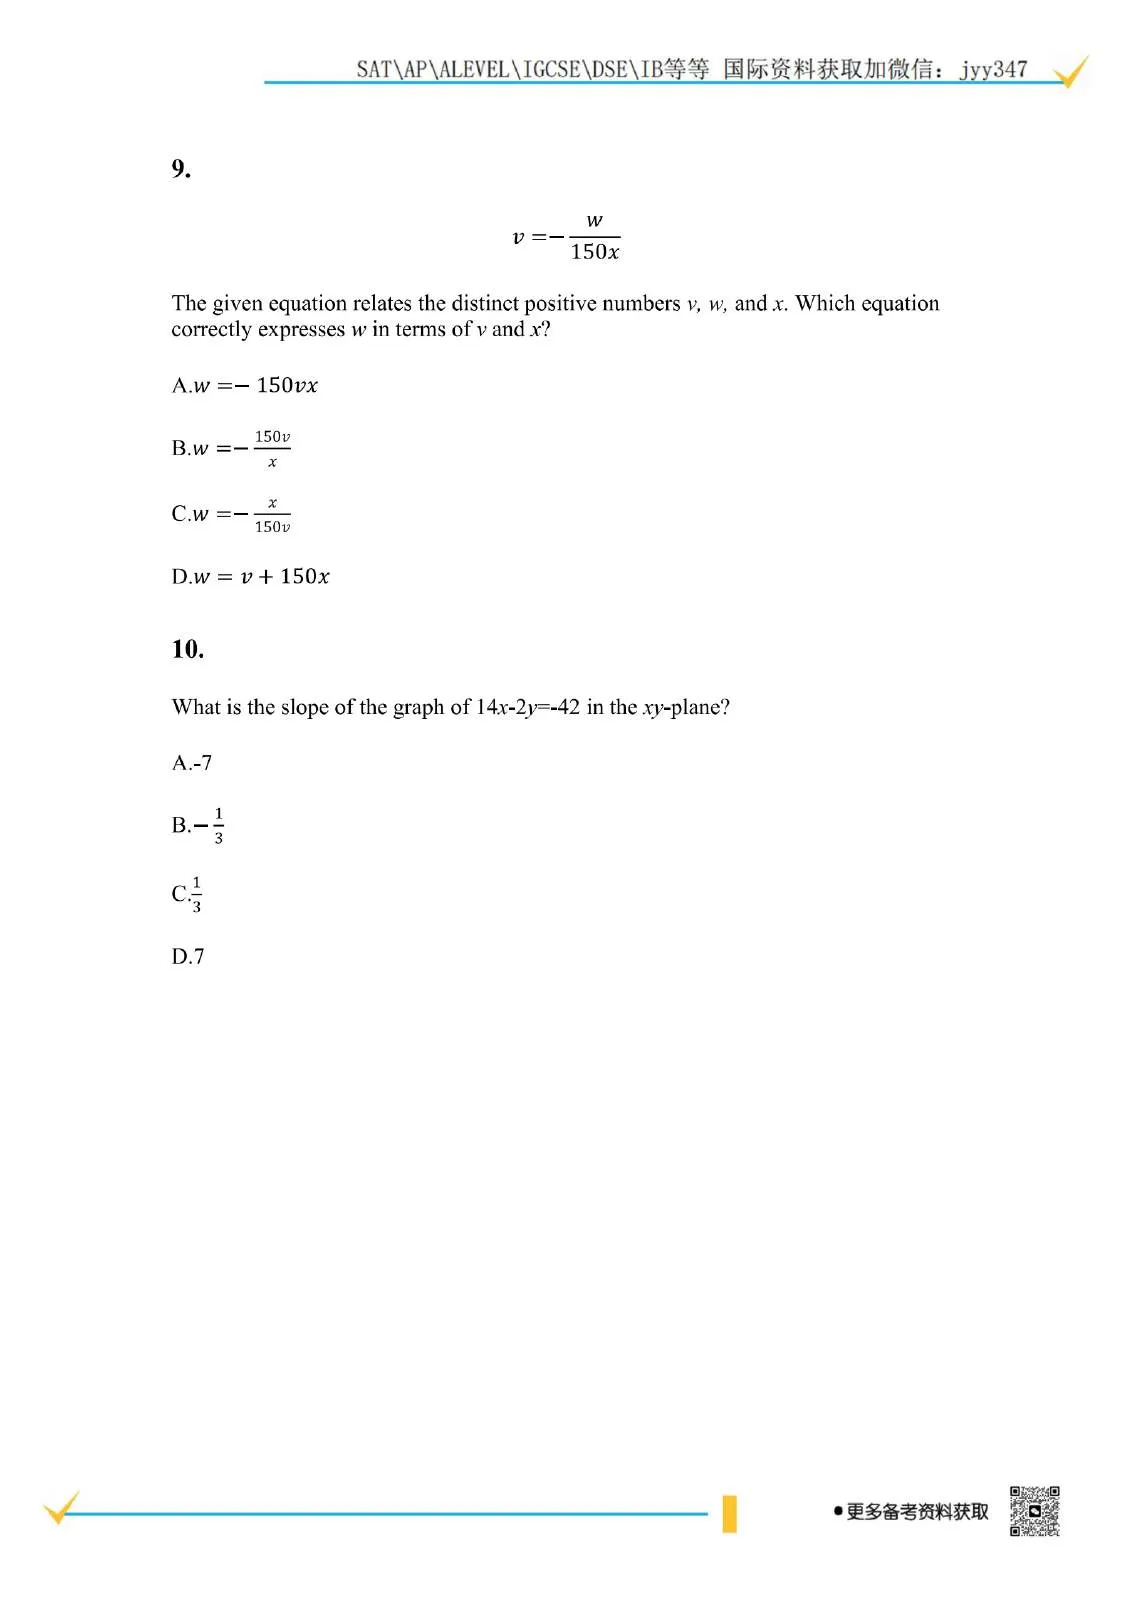 SAT\AP\ALEVEL\IGCSE\DSE\IB等等 国际资料获取加微信：jyy347
9.
v =− w/150x
The given equation relates the distinct positive numbers v, w, and x. Which equation
correctly expresses w in terms of v and x?
A.w =− 150vx
B.w =− 150v/x
C.w =− x/150v
D.w = v + 150x
10.
What is the slope of the graph of 14x-2y=-42 in the xy-plane?
A.-7
B.− 1/3
C.1/3
D.7
●更多备考资料获取